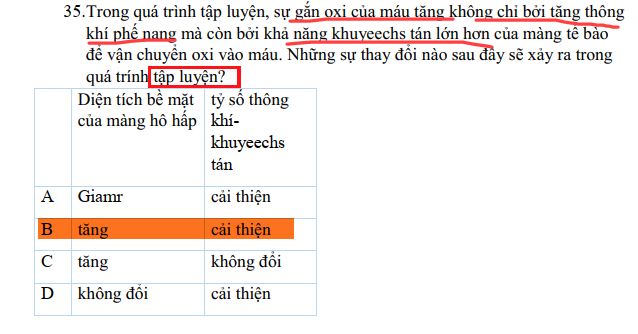 35.Trong quá trình tập luyện, sự gắn oxi của máu tăng không chỉ bởi tăng thông
khí phế nang mà còn bởi khả năng khuyeechs tán lớn hơn của màng tế bào
để vận chuyển oxi vào máu. Những sự thay đổi nào sau đây sẽ xảy ra trong
quá trính tập luyện?
Diện tích bề mặt tỷ số thông
của màng hô hấp khí-
khuyeechs
tán
A Giamr cải thiện
B tăng cải thiện
C tăng không đổi
D không đổi cải thiện